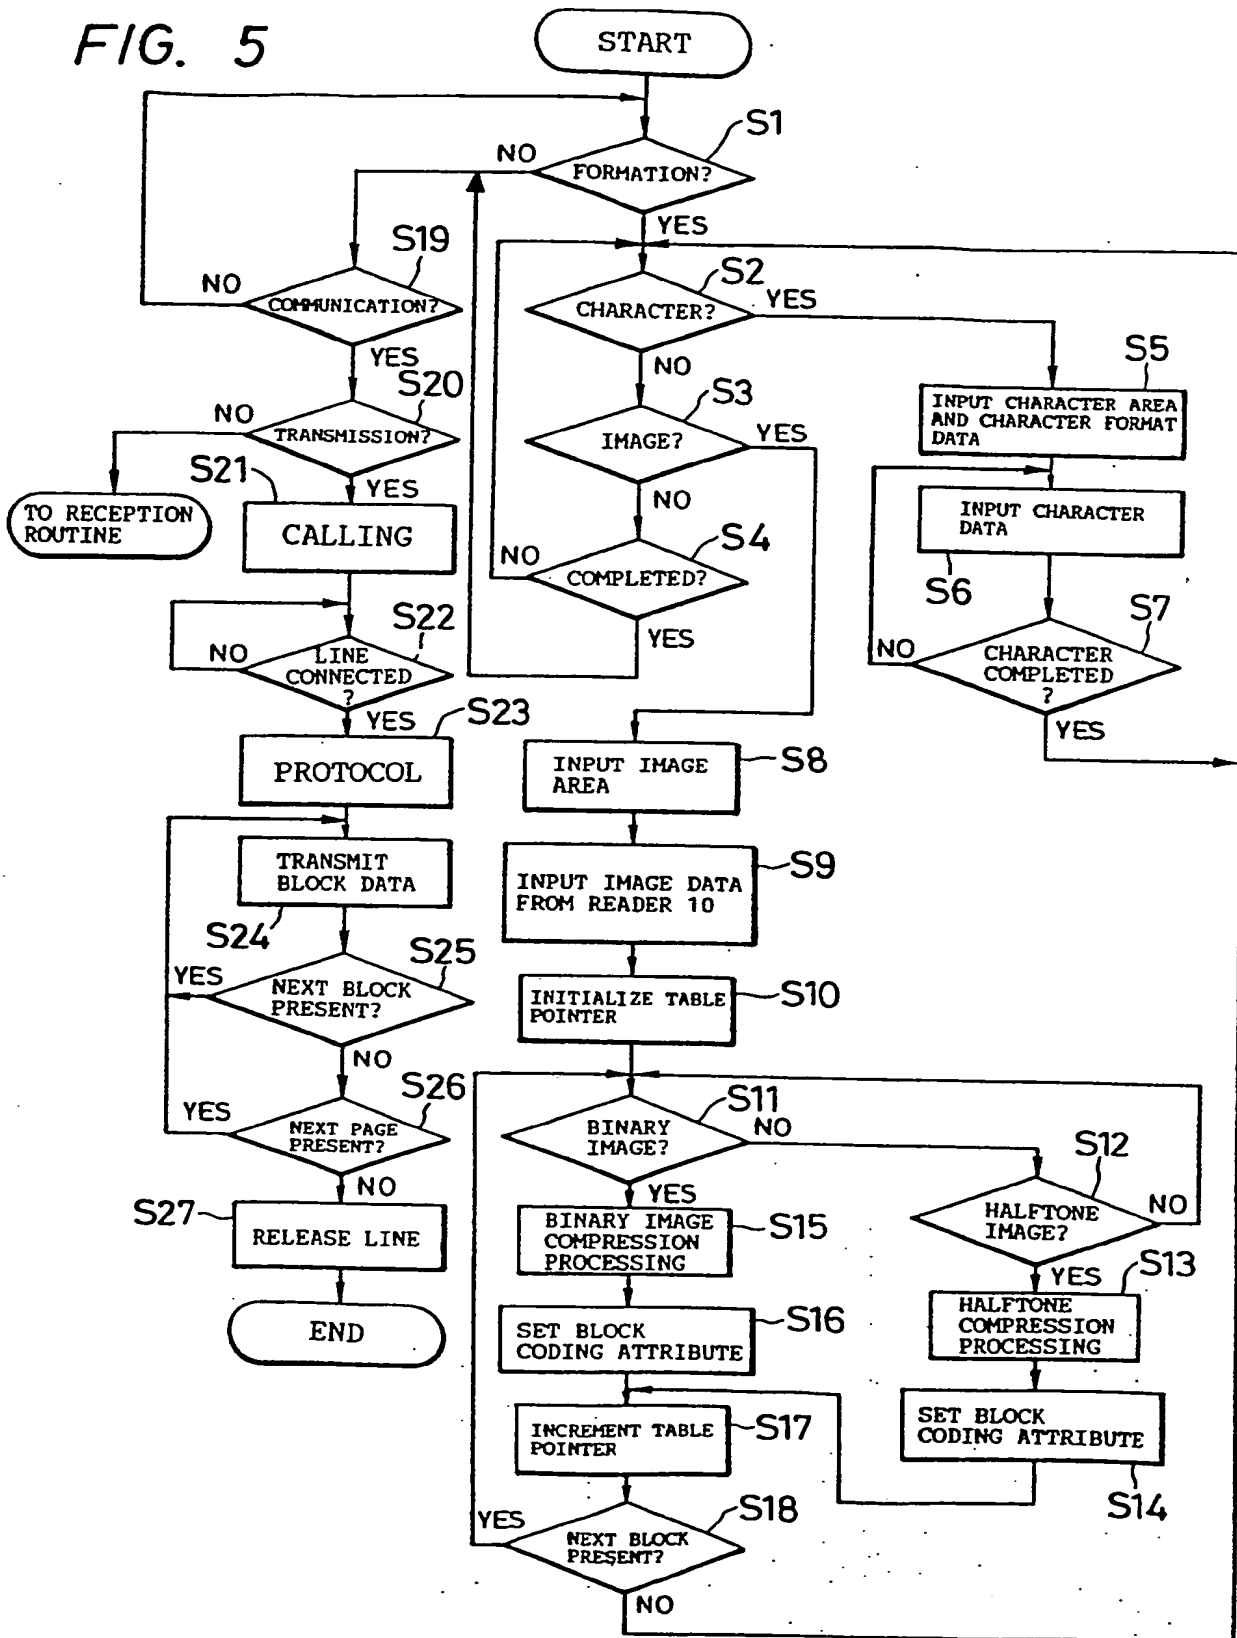 FIG. 5
START
S1
NO
FORMATION?
YES
S19
NO
COMMUNICATION?
YES
S2
CHARACTER?
YES
NO
S20
NO
TRANSMISSION?
YES
S3
IMAGE?
YES
NO
S5
INPUT CHARACTER AREA
AND CHARACTER FORMAT
DATA
TO RECEPTION
ROUTINE
S21
CALLING
S4
NO
COMPLETED?
YES
INPUT CHARACTER
DATA
S6
S7
NO
CHARACTER
COMPLETED
?
YES
S22
NO
LINE
CONNECTED
?
YES
S23
PROTOCOL
INPUT IMAGE
AREA
S8
TRANSMIT
BLOCK DATA
S24
INPUT IMAGE DATA
FROM READER 10
S9
S25
YES
NEXT BLOCK
PRESENT?
NO
INITIALIZE TABLE
POINTER
S10
S26
YES
NEXT PAGE
PRESENT?
NO
S11
BINARY
IMAGE?
NO
YES
S12
HALFTONE
IMAGE?
NO
YES
S27
RELEASE LINE
END
BINARY IMAGE
COMPRESSION
PROCESSING
S15
S13
HALFTONE
COMPRESSION
PROCESSING
SET BLOCK
CODING ATTRIBUTE
S16
SET BLOCK
CODING ATTRIBUTE
S14
INCREMENT TABLE
POINTER
S17
S18
YES
NEXT BLOCK
PRESENT?
NO